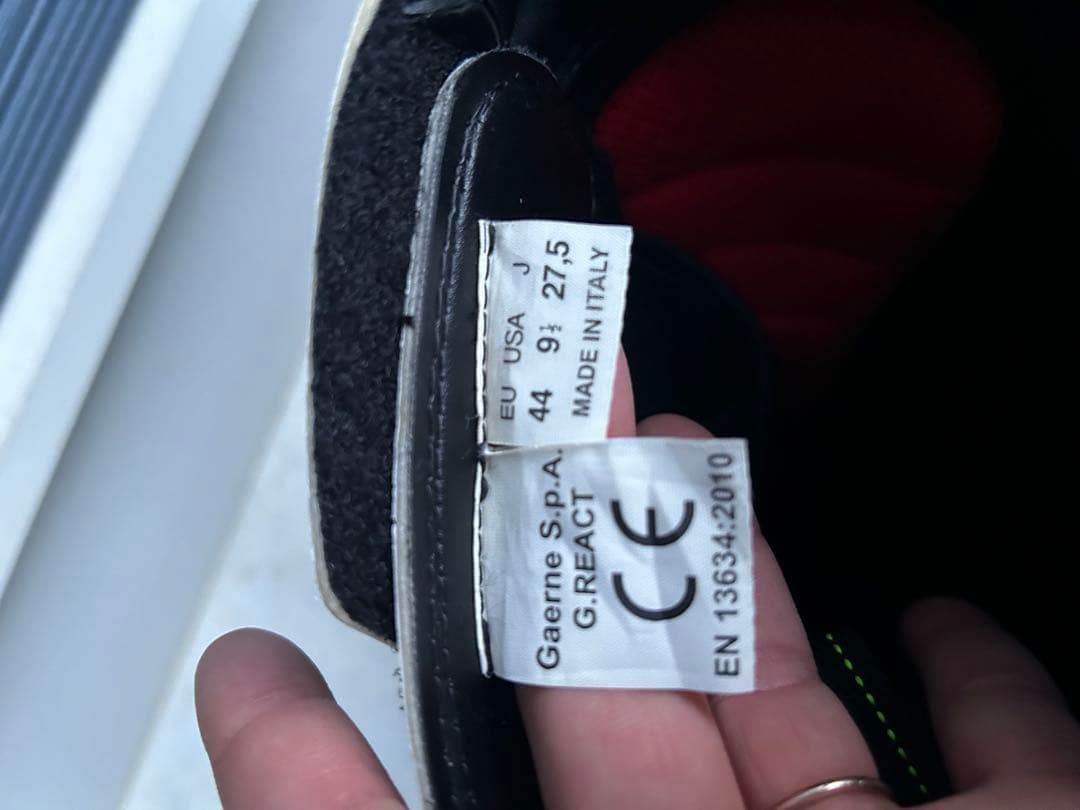 EU USA J
44 9½ 27,5
MADE IN ITALY
Gaerne S.p.A.
G.REACT
CE
EN 13634:2010